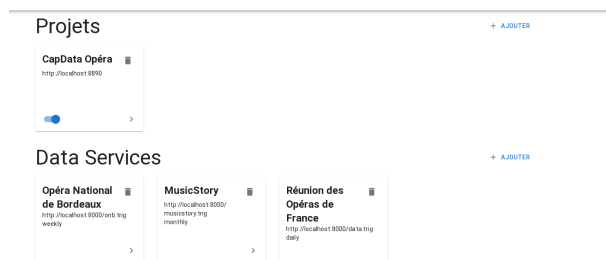 Projets
+ AJOUTER
CapData Opéra
http://localhost:8890
Data Services
+ AJOUTER
Opéra National
de Bordeaux
http://localhost:8000/onb.trig
weekly
MusicStory
http://localhost:8000/
musicstory.trig
monthly
Réunion des
Opéras de
France
http://localhost:8000/data.trig
daily